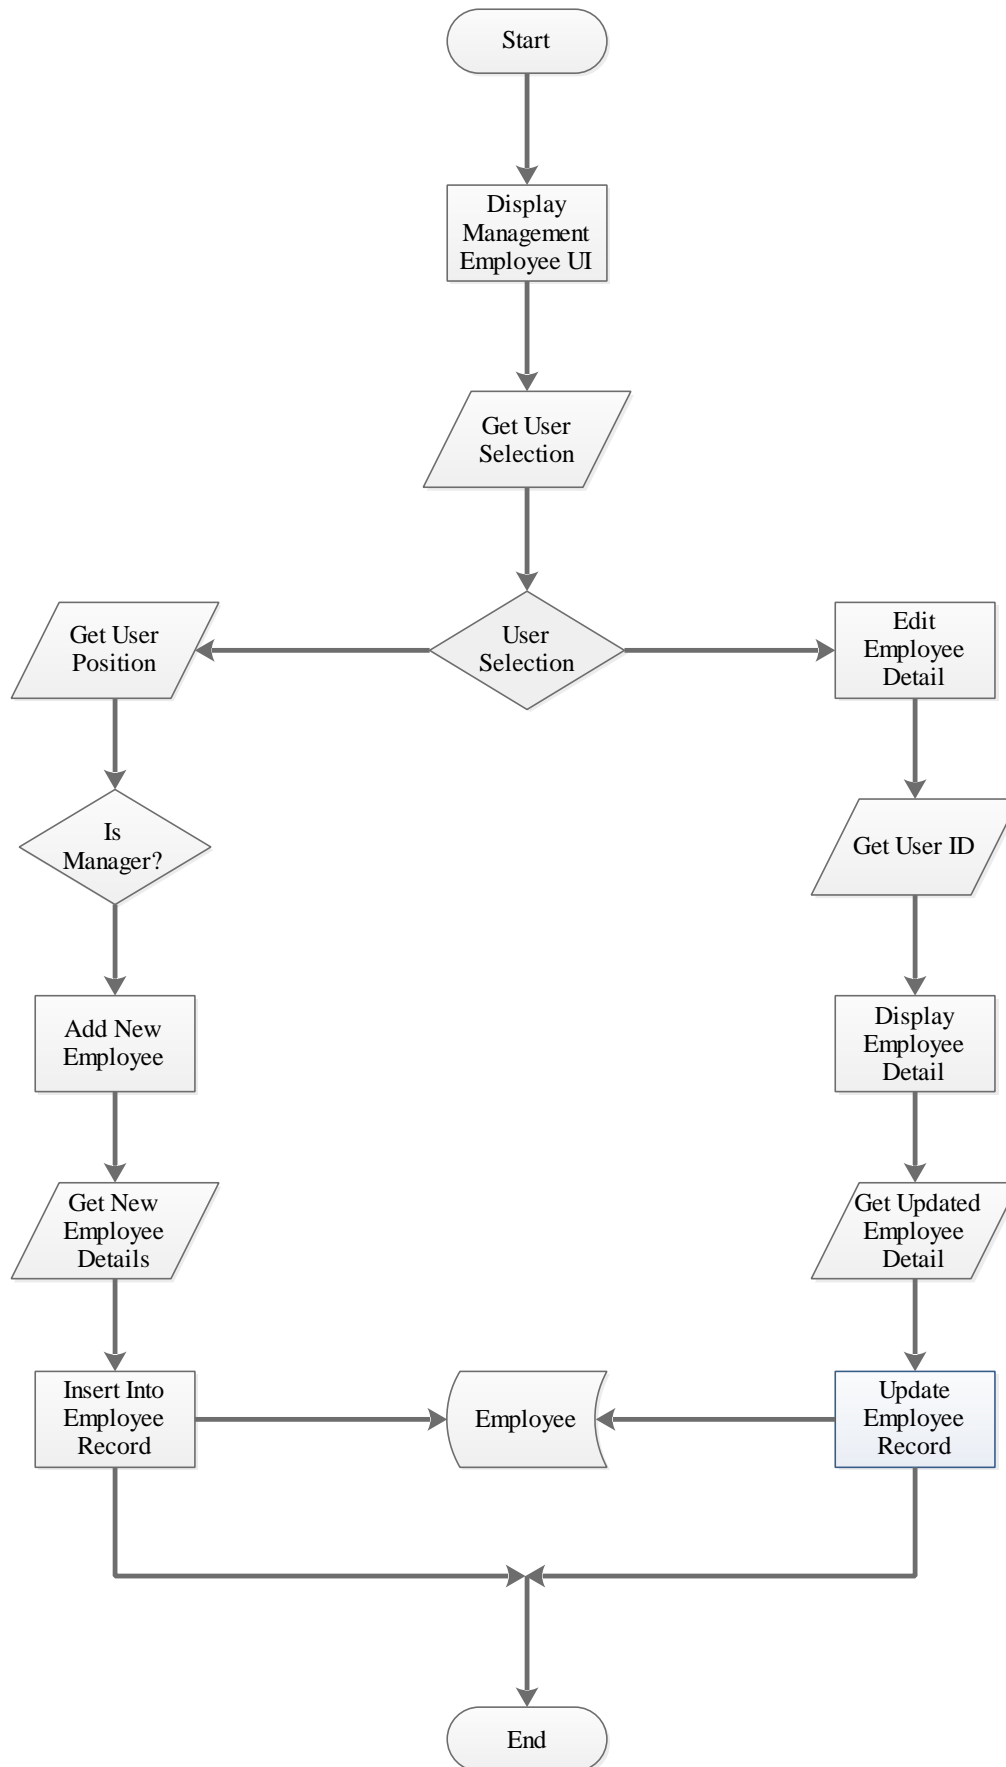 Start
Display
Management
Employee UI
Get User
Selection
User
Selection
Get User
Position
Is
Manager?
Add New
Employee
Get New
Employee
Details
Insert Into
Employee
Record
Edit
Employee
Detail
Get User ID
Display
Employee
Detail
Get Updated
Employee
Detail
Update
Employee
Record
Employee
End